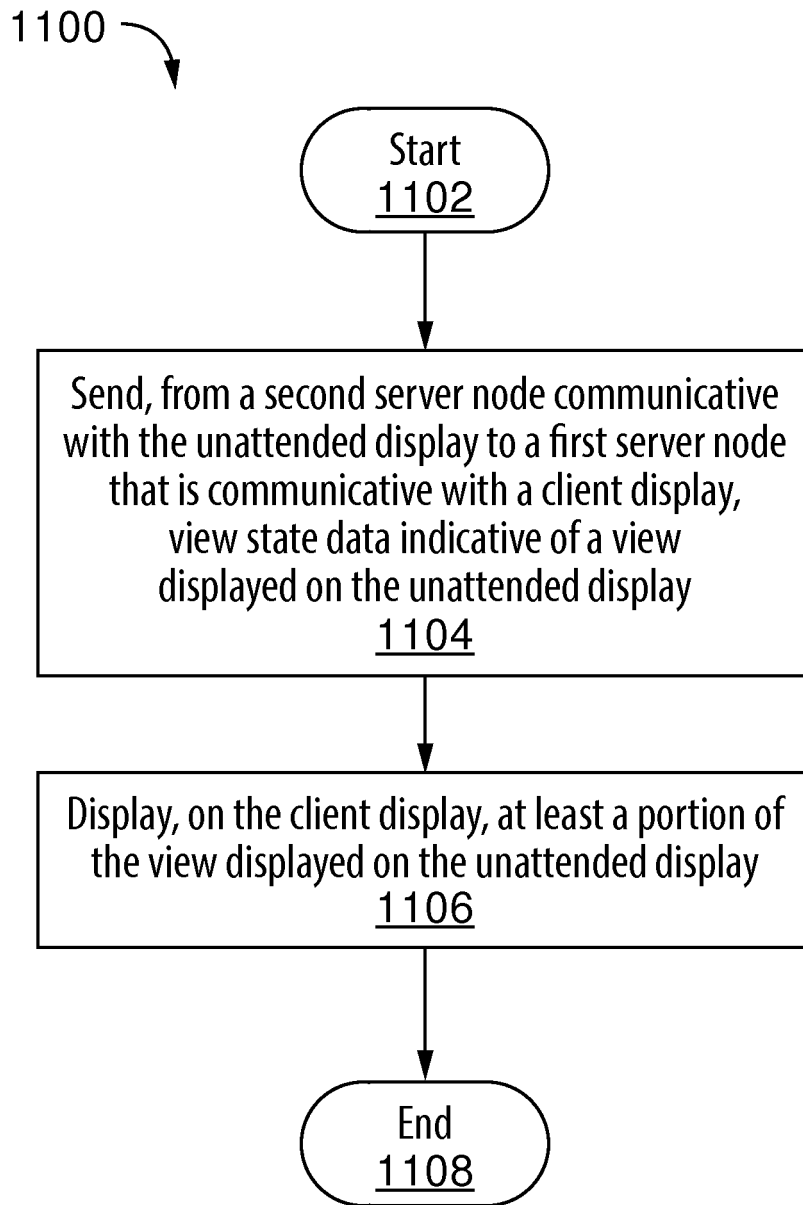 1100
Start
1102
Send, from a second server node communicative
with the unattended display to a first server node
that is communicative with a client display,
view state data indicative of a view
displayed on the unattended display
1104
Display, on the client display, at least a portion of
the view displayed on the unattended display
1106
End
1108